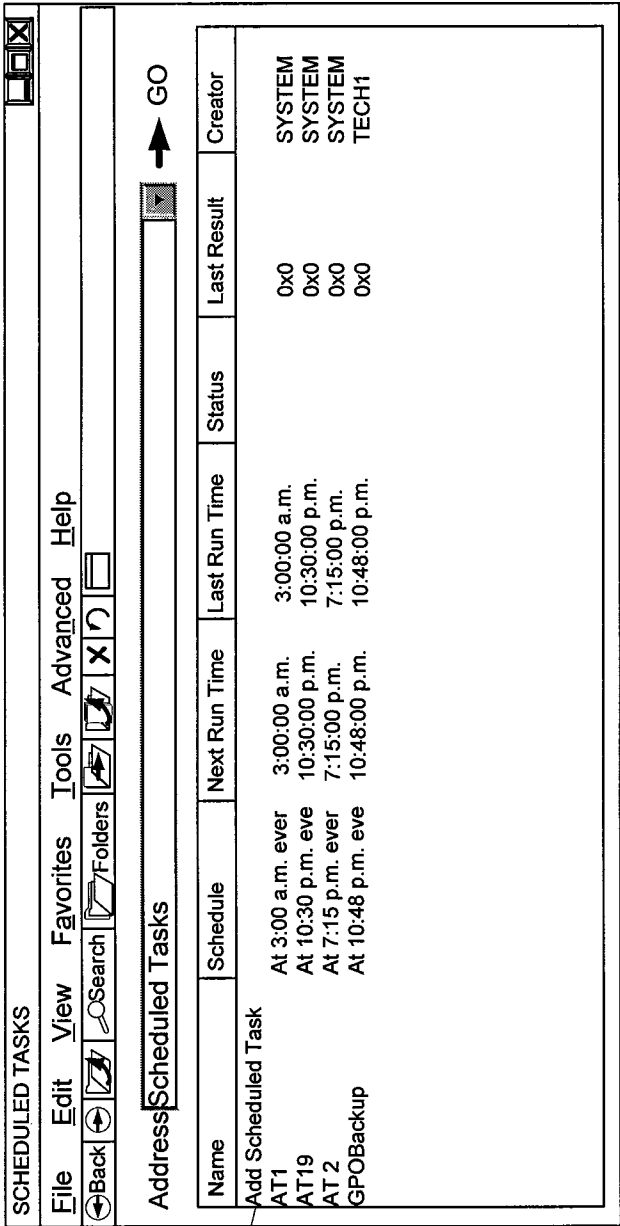 SCHEDULED TASKS
File Edit View Favorites Tools Advanced Help
Back Search Folders
Address Scheduled Tasks GO
Name Schedule Next Run Time Last Run Time Status Last Result Creator
Add Scheduled Task
AT1 At 3:00 a.m. ever 3:00:00 a.m. 3:00:00 a.m. 0x0 SYSTEM
AT19 At 10:30 p.m. eve 10:30:00 p.m. 10:30:00 p.m. 0x0 SYSTEM
AT 2 At 7:15 p.m. ever 7:15:00 p.m. 7:15:00 p.m. 0x0 SYSTEM
GPOBackup At 10:48 p.m. eve 10:48:00 p.m. 10:48:00 p.m. 0x0 TECH1